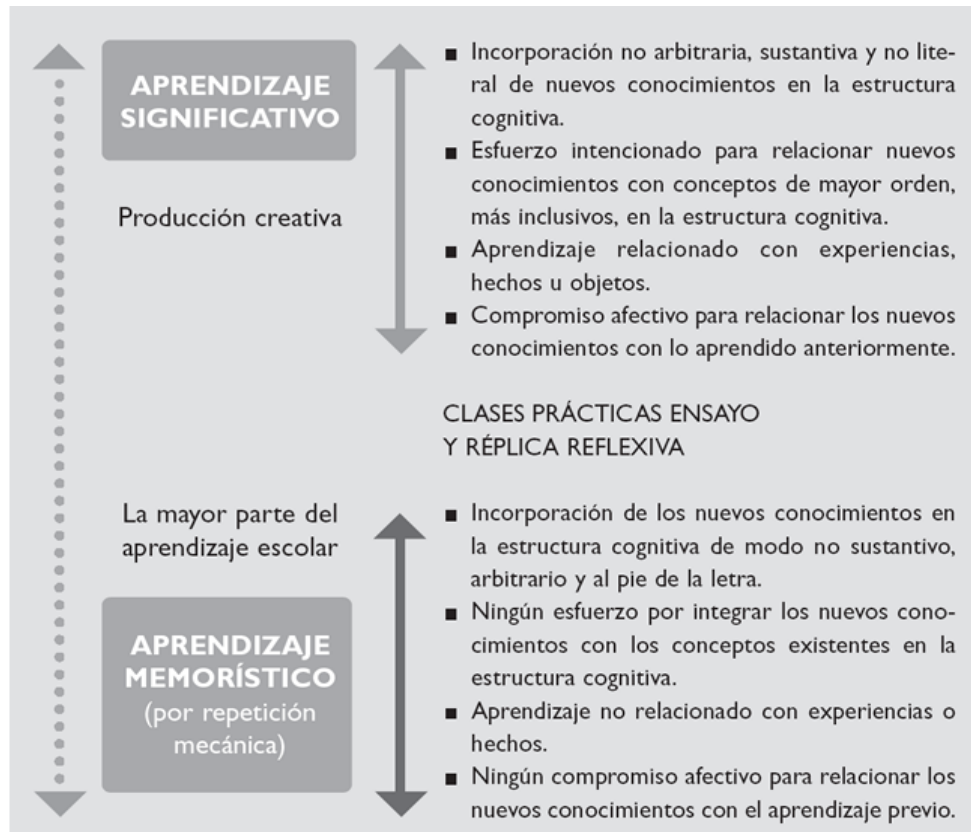 APRENDIZAJE
SIGNIFICATIVO
Producción creativa
■ Incorporación no arbitraria, sustantiva y no lite-
ral de nuevos conocimientos en la estructura
cognitiva.
■ Esfuerzo intencionado para relacionar nuevos
conocimientos con conceptos de mayor orden,
más inclusivos, en la estructura cognitiva.
■ Aprendizaje relacionado con experiencias,
hechos u objetos.
■ Compromiso afectivo para relacionar los nuevos
conocimientos con lo aprendido anteriormente.
CLASES PRÁCTICAS ENSAYO
Y RÉPLICA REFLEXIVA
La mayor parte del
aprendizaje escolar
APRENDIZAJE
MEMORÍSTICO
(por repetición
mecánica)
■ Incorporación de los nuevos conocimientos en
la estructura cognitiva de modo no sustantivo,
arbitrario y al pie de la letra.
■ Ningún esfuerzo por integrar los nuevos cono-
cimientos con los conceptos existentes en la
estructura cognitiva.
■ Aprendizaje no relacionado con experiencias o
hechos.
■ Ningún compromiso afectivo para relacionar los
nuevos conocimientos con el aprendizaje previo.